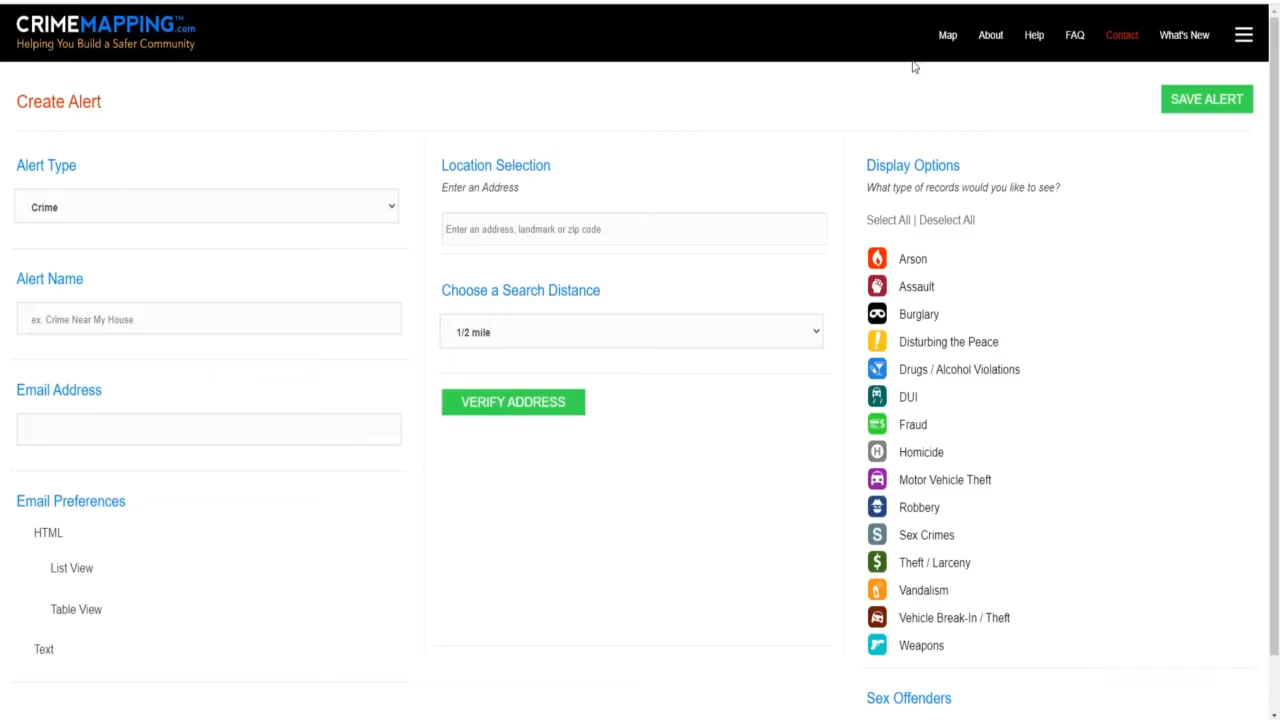 CRIMEMAPPING™.com
Helping You Build a Safer Community
Map About Help FAQ Contact What's New
Create Alert
SAVE ALERT
Alert Type
Crime
Alert Name
ex. Crime Near My House
Email Address
Email Preferences
HTML
List View
Table View
Text
Location Selection
Enter an Address
Enter an address, landmark or zip code
Choose a Search Distance
1/2 mile
VERIFY ADDRESS
Display Options
What type of records would you like to see?
Select All | Deselect All
Arson
Assault
Burglary
Disturbing the Peace
Drugs / Alcohol Violations
DUI
Fraud
H Homicide
Motor Vehicle Theft
Robbery
S Sex Crimes
$ Theft / Larceny
Vandalism
Vehicle Break-In / Theft
Weapons
Sex Offenders